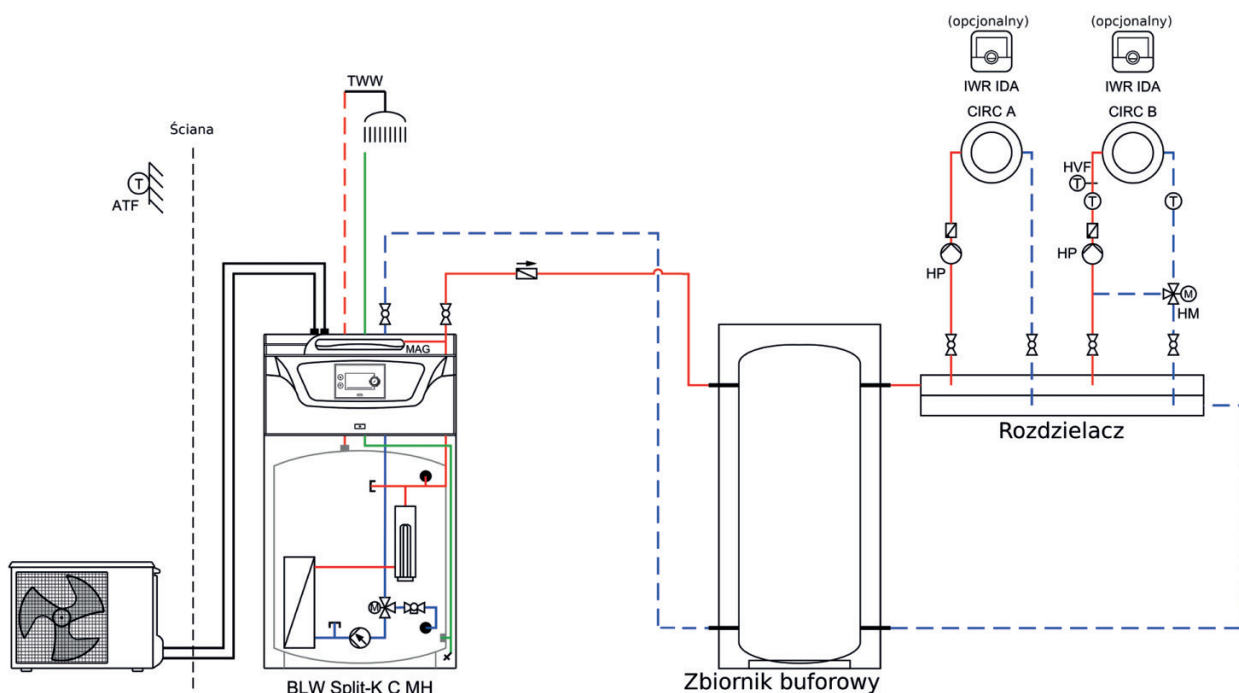 (opcjonalny)
(opcjonalny)
IWR IDA
IWR IDA
CIRC A
CIRC B
TWW
Ściana
T
ATF
HVF
T
T
T
HP
HP
M
HM
MAG
Rozdzielacz
M
Zbiornik buforowy
BLW Split-K C MH